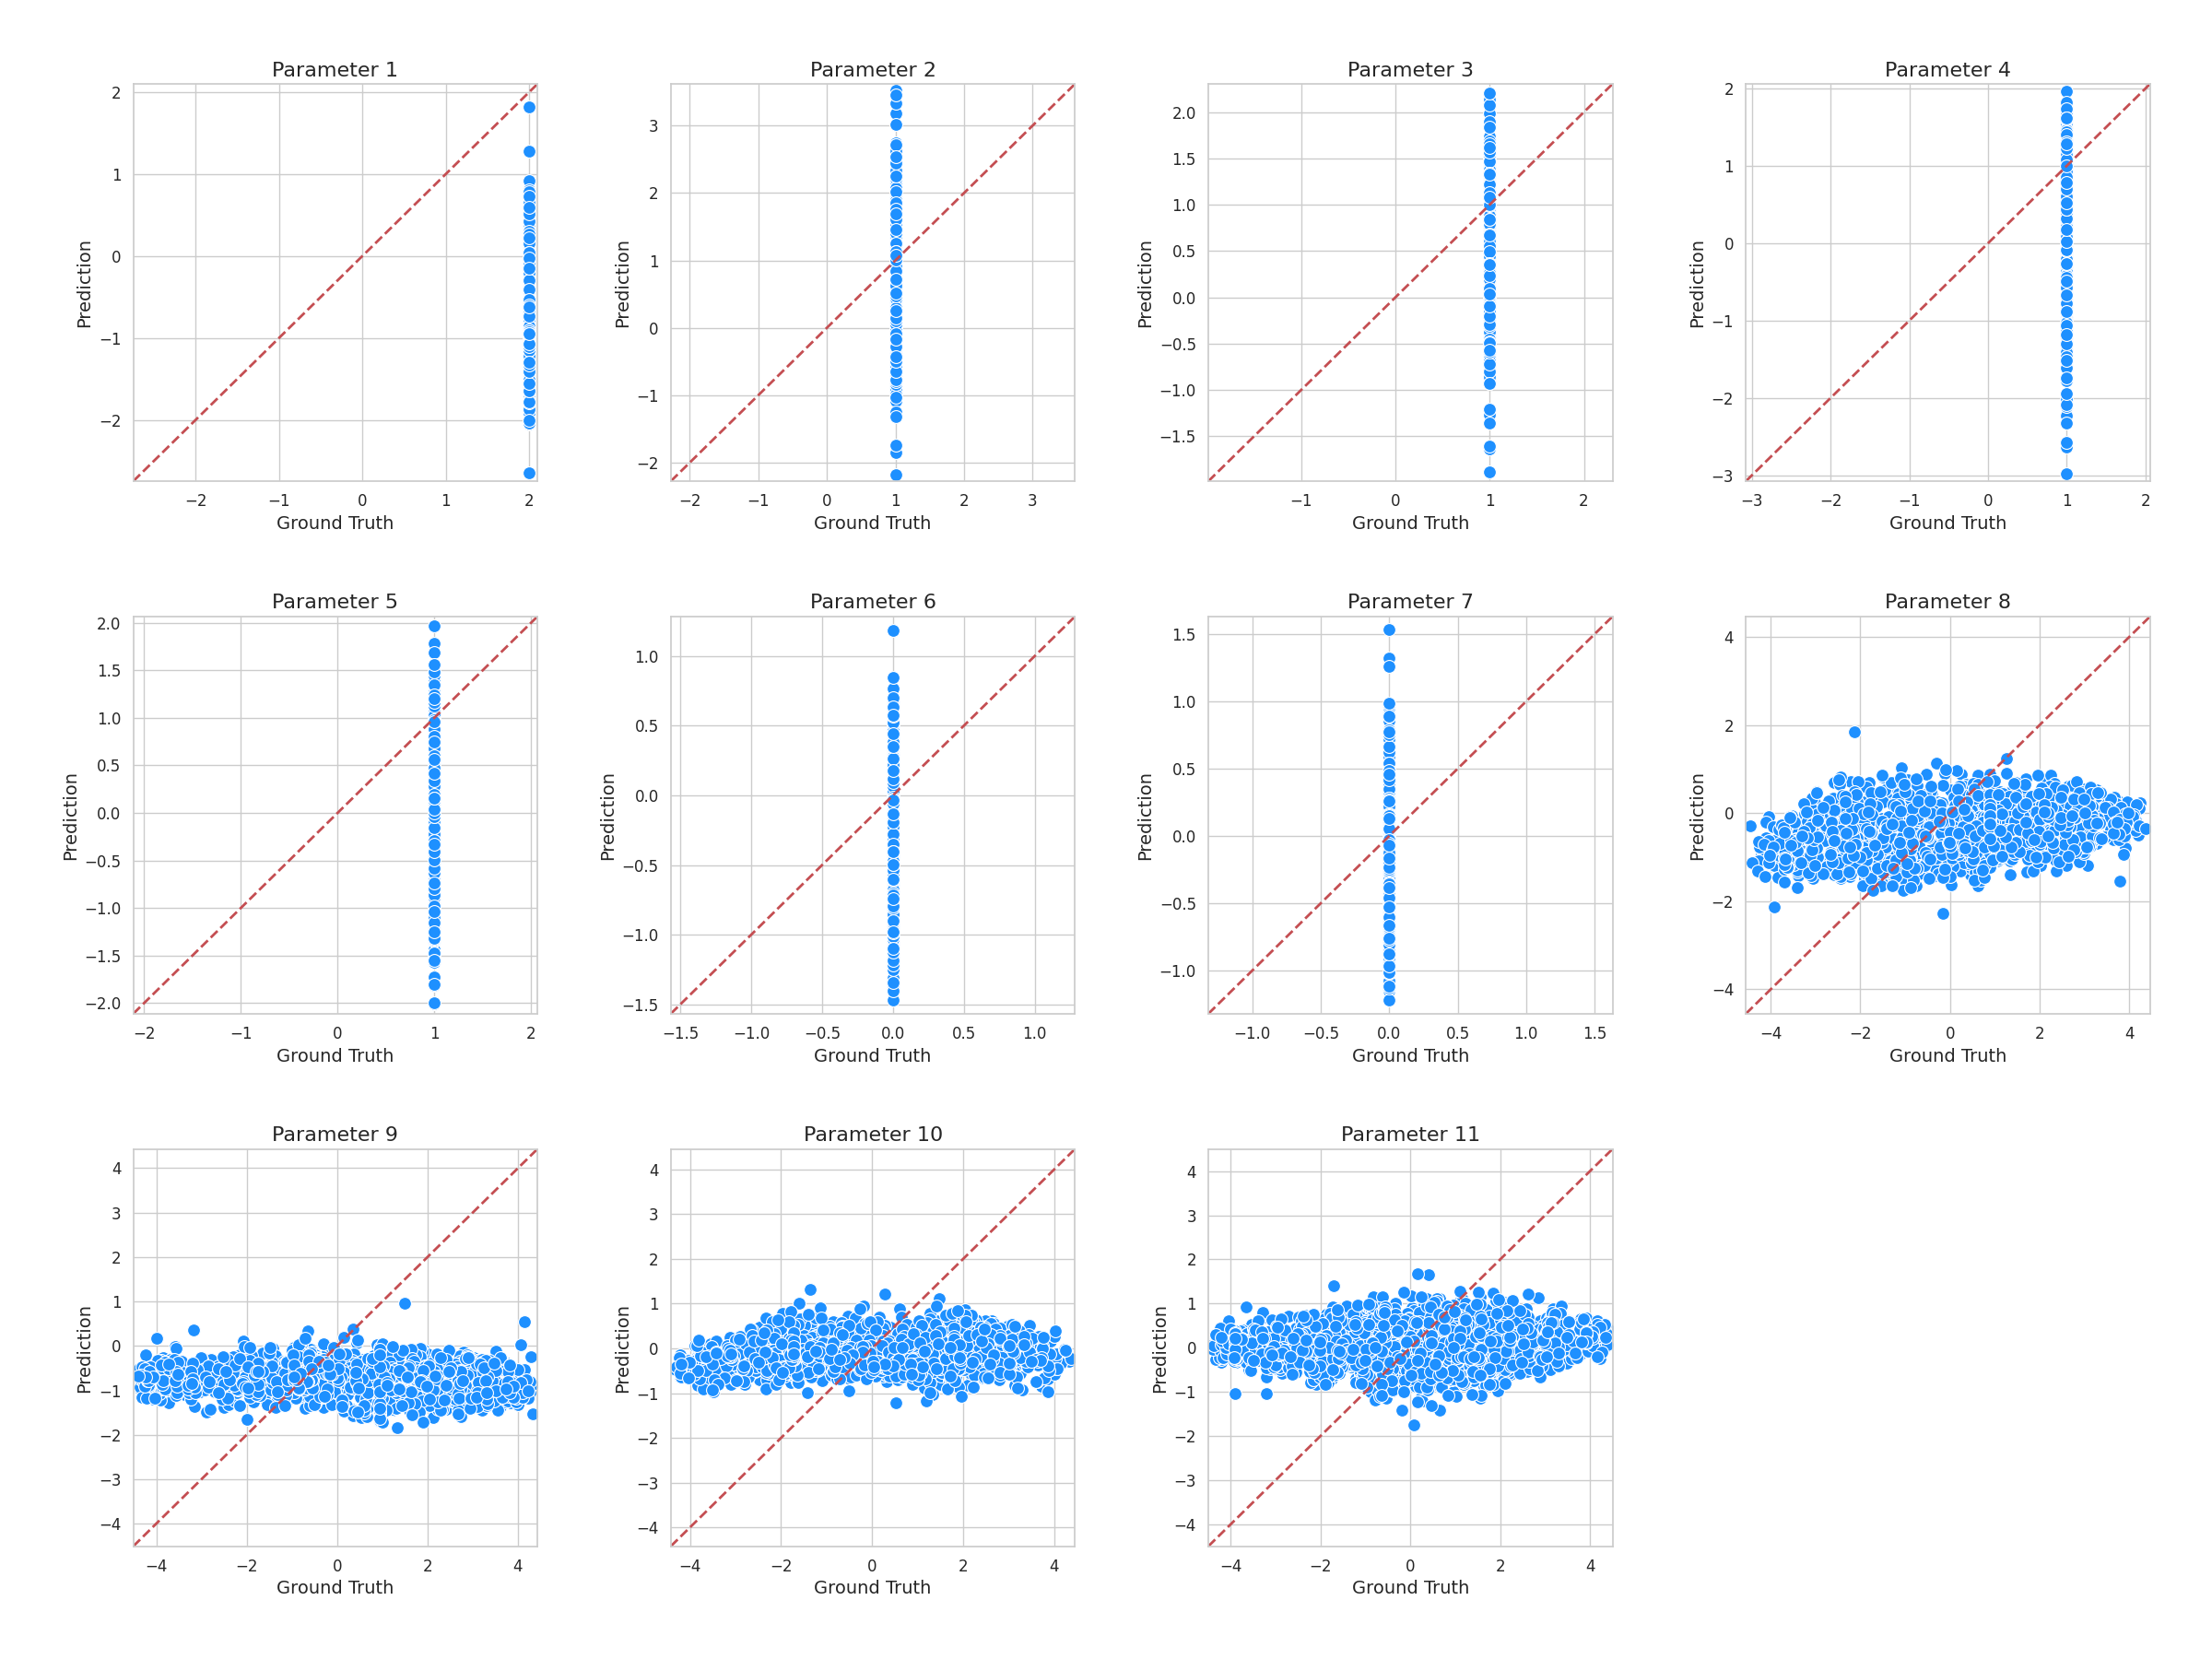 Parameter 1
Parameter 2
Parameter 3
Parameter 4
2
1
0
−1
−2
3
2
1
0
−1
−2
2.0
1.5
1.0
0.5
0.0
−0.5
−1.0
−1.5
2
1
0
−1
−2
−3
Prediction
Prediction
Prediction
Prediction
−2 −1 0 1 2
−2 −1 0 1 2 3
−1 0 1 2
−3 −2 −1 0 1 2
Ground Truth
Ground Truth
Ground Truth
Ground Truth
Parameter 5
Parameter 6
Parameter 7
Parameter 8
2.0
1.5
1.0
0.5
0.0
−0.5
−1.0
−1.5
−2.0
1.0
0.5
0.0
−0.5
−1.0
−1.5
1.5
1.0
0.5
0.0
−0.5
−1.0
4
2
0
−2
−4
Prediction
Prediction
Prediction
Prediction
−2 −1 0 1 2
−1.5 −1.0 −0.5 0.0 0.5 1.0
−1.0 −0.5 0.0 0.5 1.0 1.5
−4 −2 0 2 4
Ground Truth
Ground Truth
Ground Truth
Ground Truth
Parameter 9
Parameter 10
Parameter 11
4
3
2
1
0
−1
−2
−3
−4
4
3
2
1
0
−1
−2
−3
−4
4
3
2
1
0
−1
−2
−3
−4
Prediction
Prediction
Prediction
−4 −2 0 2 4
−4 −2 0 2 4
−4 −2 0 2 4
Ground Truth
Ground Truth
Ground Truth